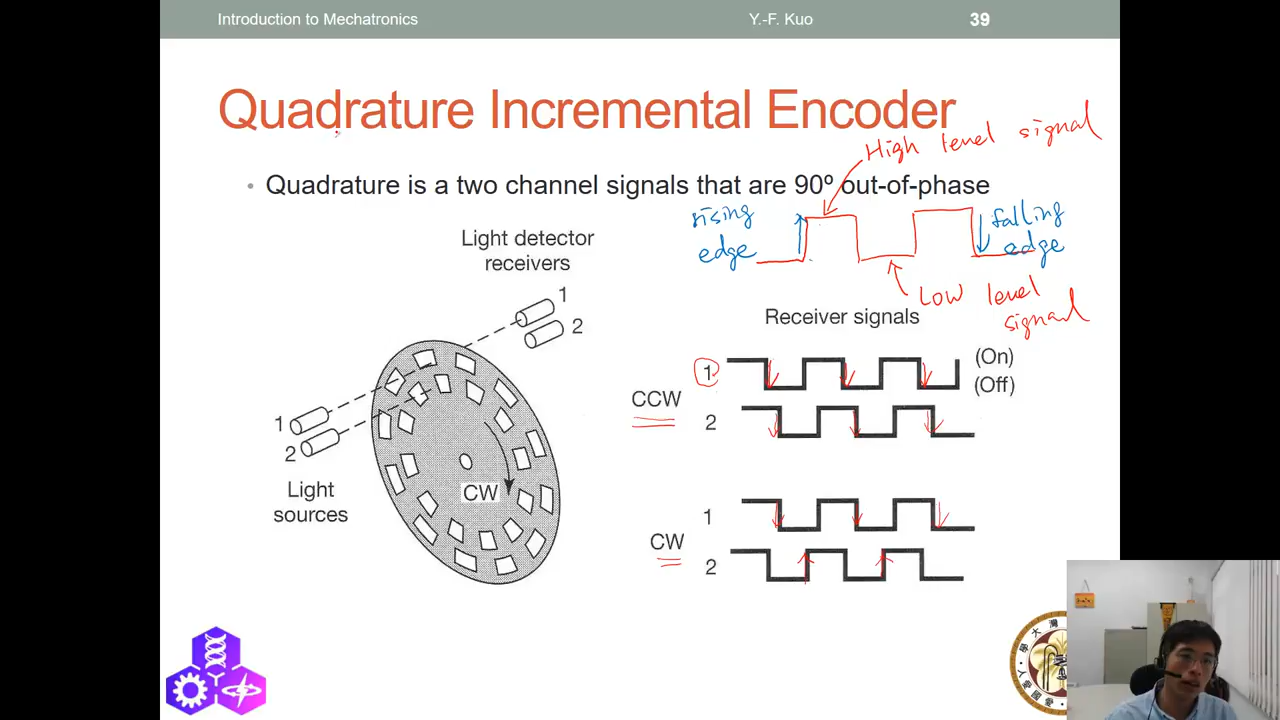 Introduction to Mechatronics
Y.-F. Kuo
39
Quadrature Incremental Encoder
• Quadrature is a two channel signals that are 90º out-of-phase
High level signal
rising
edge
falling
edge
Low level
signal
Light detector
receivers
1
2
1
2
Light
sources
CW
Receiver signals
1
(On)
(Off)
CCW
2
1
CW
2